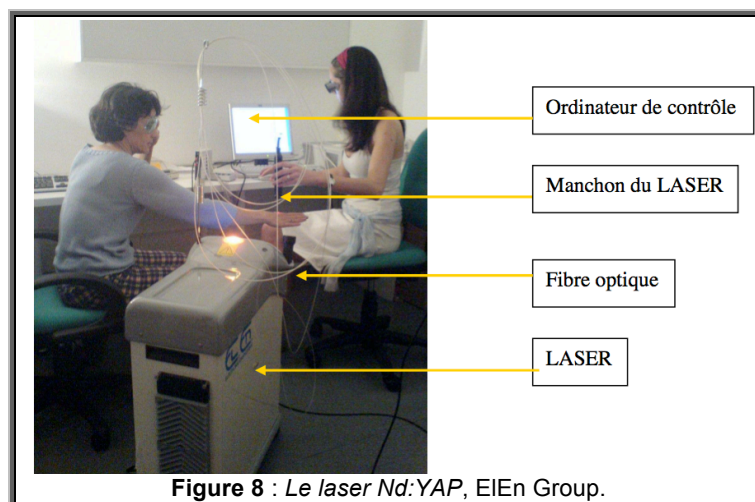 Ordinateur de contrôle
Manchon du LASER
Fibre optique
LASER
Figure 8 : Le laser Nd:YAP, ElEn Group.